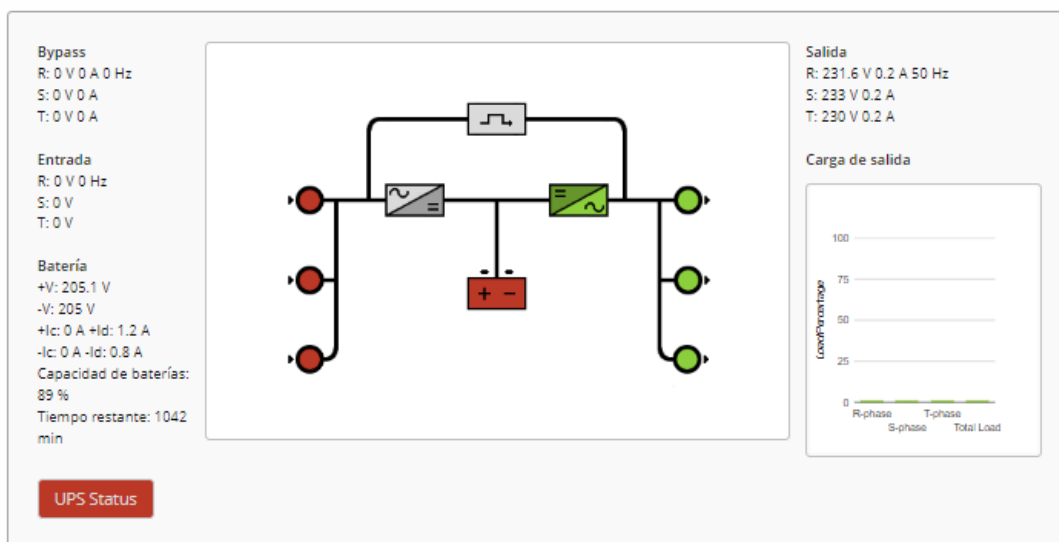 Bypass
R: 0 V 0 A 0 Hz
S: 0 V 0 A
T: 0 V 0 A
Entrada
R: 0 V 0 Hz
S: 0 V
T: 0 V
Batería
+V: 205.1 V
-V: 205 V
+Ic: 0 A +Id: 1.2 A
-Ic: 0 A -Id: 0.8 A
Capacidad de baterías:
89 %
Tiempo restante: 1042
min
UPS Status
Salida
R: 231.6 V 0.2 A 50 Hz
S: 233 V 0.2 A
T: 230 V 0.2 A
Carga de salida
LoadPercentage
100
75
50
25
0
R-phase
S-phase
T-phase
Total Load